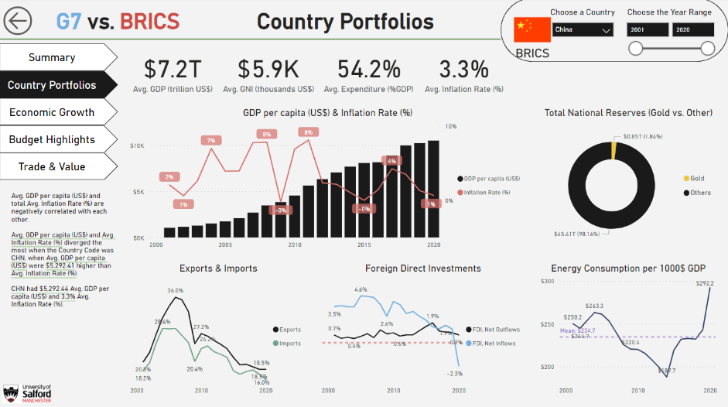 G7 vs. BRICS
Country Portfolios
Choose a Country
Choose the Year Range
China
2001
2020
BRICS
Summary
Country Portfolios
Economic Growth
Budget Highlights
Trade & Value
$7.2T
$5.9K
54.2%
3.3%
Avg. GDP (trillion US$)
Avg. GNI (thousands US$)
Avg. Expenditure (%GDP)
Avg. Inflation Rate (%)
GDP per capita (US$) & Inflation Rate (%)
$10K
$5K
$0K
10%
0%
7%
1%
7%
8%
8%
6%
2000
2005
2010
2015
2020
GDP per capita (US$)
Inflation Rate (%)
Total National Reserves (Gold vs. Other)
Gold
Others
Avg. GDP per capita (US$) and
total Avg. Inflation Rate (%) are
negatively correlated with each
other.
Avg. GDP per capita (US$) and Avg.
Inflation Rate (%) diverged the
most when the Country Code was
CHN, when Avg. GDP per capita
(US$) were $5,292.41 higher than
Avg. Inflation Rate (%).
CHN had $5,292.44 Avg. GDP per
capita (US$) and 3.3% Avg.
Inflation Rate (%).
Exports & Imports
36.0%
28.4%
27.2%
20.4%
18.2%
18.5%
16.0%
2010
2020
Exports
Imports
Foreign Direct Investments
4.6%
3.5%
0.7%
2.6%
1.9%
-2.3%
2000
2010
2020
FDI, Net Outflows
FDI, Net Inflows
Energy Consumption per 1000$ GDP
$300
$250
$200
$250.2
$263.3
$220.6
$292.2
2010
2020
University of
Salford
MANCHESTER